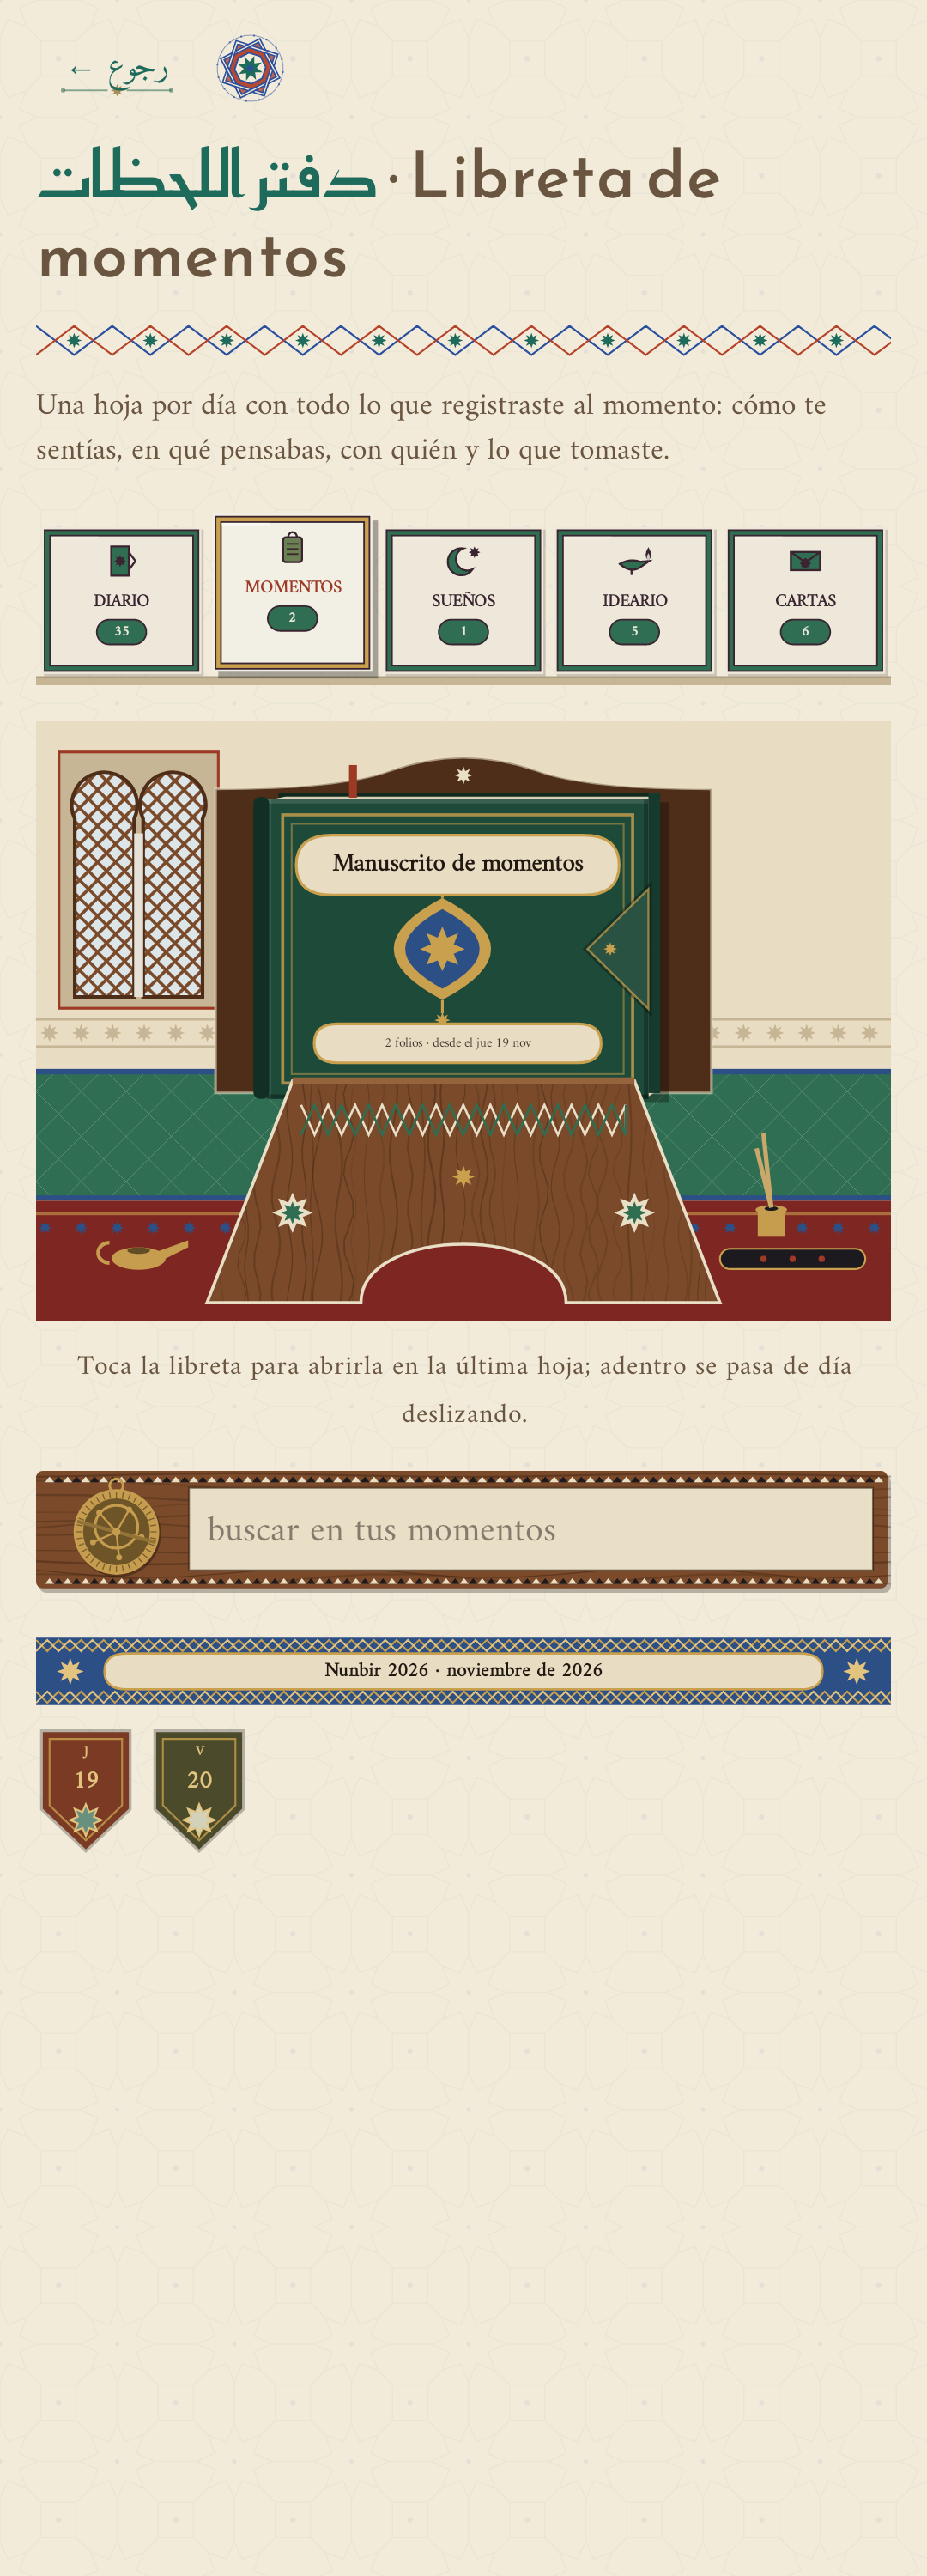 رجوع ←
دفتر اللحظات · Libreta de
momentos
Una hoja por día con todo lo que registraste al momento: cómo te
sentías, en qué pensabas, con quién y lo que tomaste.
DIARIO
35
MOMENTOS
2
SUEÑOS
1
IDEARIO
5
CARTAS
6
Manuscrito de momentos
2 folios · desde el jue 19 nov
Toca la libreta para abrirla en la última hoja; adentro se pasa de día
deslizando.
buscar en tus momentos
Nunbir 2026 · noviembre de 2026
J
19
V
20